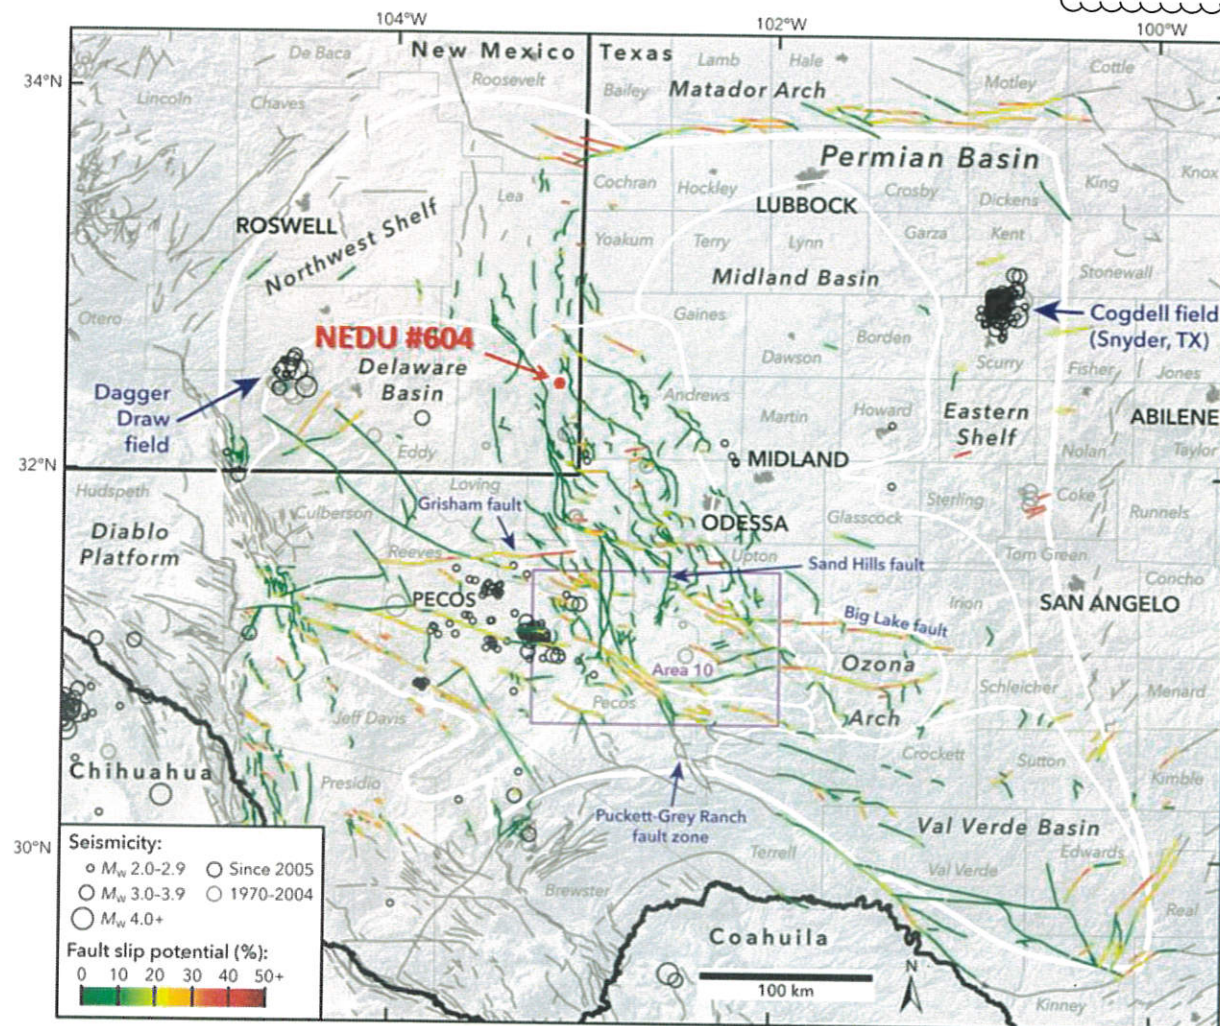 104°W
102°W
100°W
34°N
32°N
30°N
New Mexico
Texas
De Baca
Roosevelt
Lamb
Hale
Cottle
Lincoln
Chaves
Bailey
Matador Arch
Motley
Permian Basin
Cochran
Hockley
Crosby
Dickens
King
Knox
Lea
LUBBOCK
ROSWELL
Northwest Shelf
Yoakum
Terry
Lynn
Garza
Kent
Midland Basin
Stonewall
Otero
Gaines
Cogdell field
(Snyder, TX)
NEDU #604
Borden
Delaware
Basin
Dawson
Scurry
Fisher
Jones
Dagger
Draw
field
Andrews
Martin
Howard
Eastern
Shelf
ABILENE
Eddy
MIDLAND
Nolan
Taylor
Hudspeth
Loving
Culberson
Grisham fault
ODESSA
Glasscock
Sterling
Coke
Runnels
Diablo
Platform
Reeves
Upton
Tom Green
Sand Hills fault
Concho
PECOS
Irion
SAN ANGELO
Big Lake fault
Area 10
Ozona
Arch
Pecos
Schleicher
Menard
Jeff Davis
Crockett
Sutton
Chihuahua
Presidio
Kimble
Puckett-Grey Ranch
fault zone
Val Verde Basin
Terrell
Val Verde
Edwards
Brewster
Real
Coahuila
N
100 km
Kinney
Seismicity:
Mw 2.0-2.9
Since 2005
Mw 3.0-3.9
1970-2004
Mw 4.0+
Fault slip potential (%):
0 10 20 30 40 50+